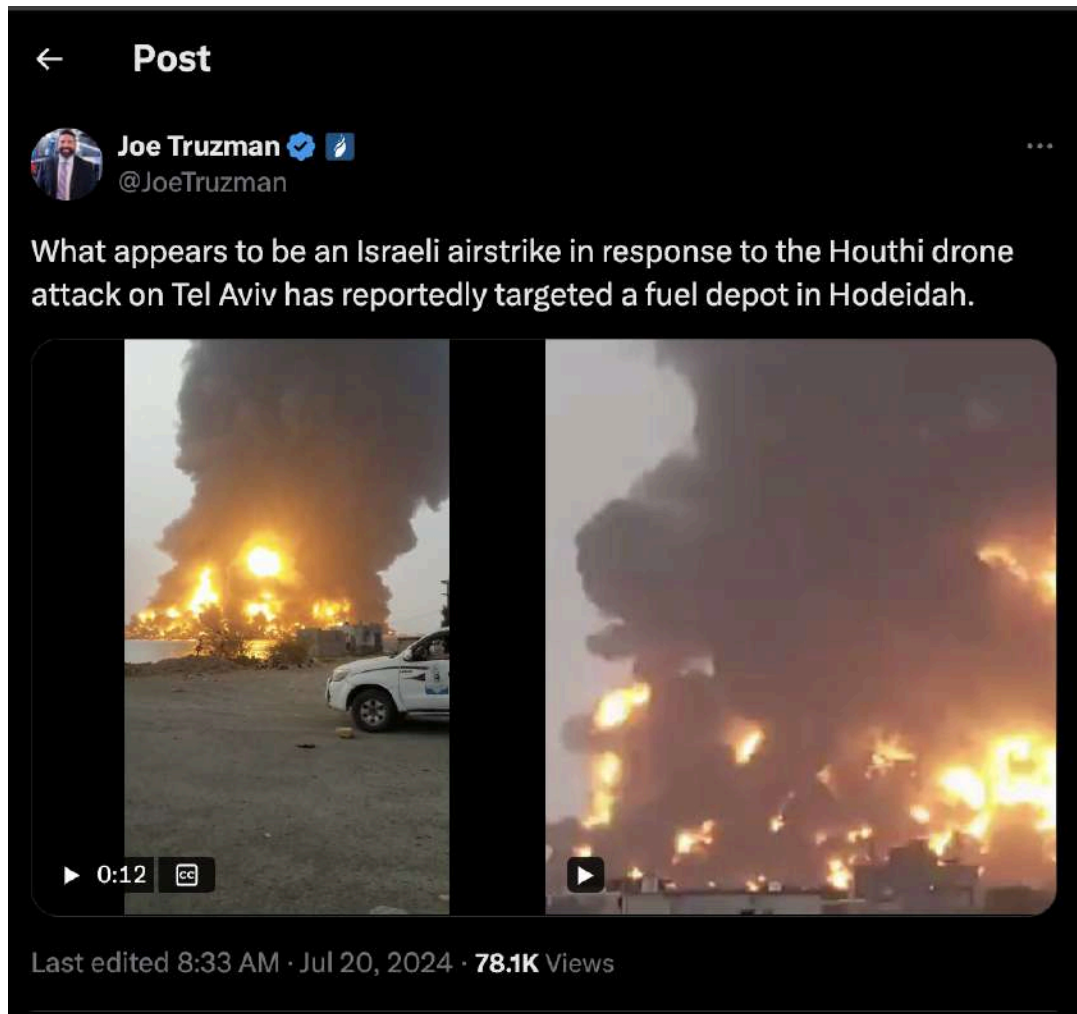 Post
Joe Truzman
@JoeTruzman
What appears to be an Israeli airstrike in response to the Houthi drone
attack on Tel Aviv has reportedly targeted a fuel depot in Hodeidah.
0:12 CC
Last edited 8:33 AM · Jul 20, 2024 · 78.1K Views